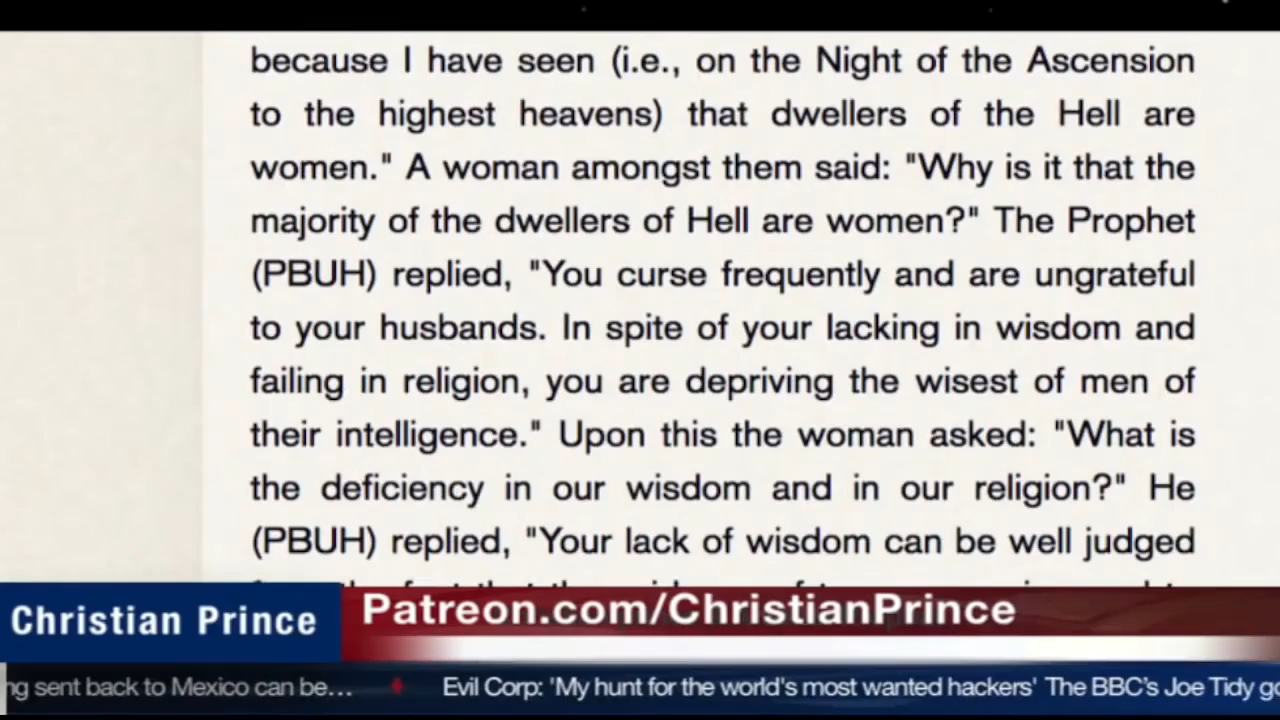 because I have seen (i.e., on the Night of the Ascension
to the highest heavens) that dwellers of the Hell are
women." A woman amongst them said: "Why is it that the
majority of the dwellers of Hell are women?" The Prophet
(PBUH) replied, "You curse frequently and are ungrateful
to your husbands. In spite of your lacking in wisdom and
failing in religion, you are depriving the wisest of men of
their intelligence." Upon this the woman asked: "What is
the deficiency in our wisdom and in our religion?" He
(PBUH) replied, "Your lack of wisdom can be well judged
Christian Prince
Patreon.com/ChristianPrince
ng sent back to Mexico can be... Evil Corp: 'My hunt for the world's most wanted hackers' The BBC's Joe Tidy